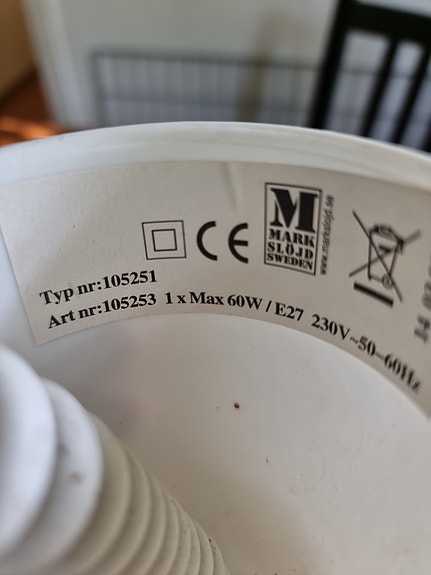 CE
M
MARK
SLÖJD
SWEDEN
www.markslojd.se
Typ nr:105251
Art nr:105253 1 x Max 60W / E27 230V~50-60Hz
14